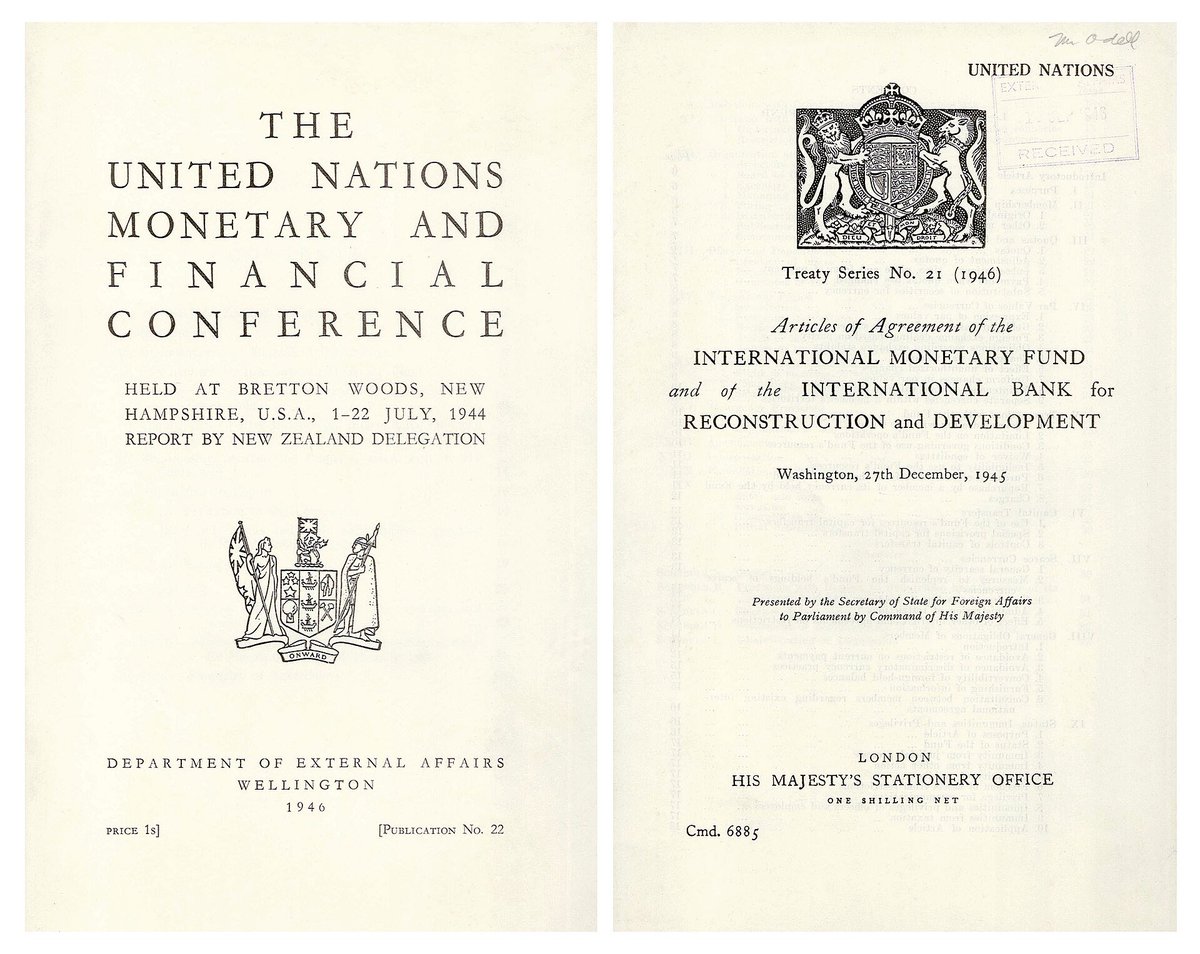 THE
UNITED NATIONS
MONETARY AND
FINANCIAL
CONFERENCE
HELD AT BRETTON WOODS, NEW
HAMPSHIRE, U.S.A., 1–22 JULY, 1944
REPORT BY NEW ZEALAND DELEGATION
ONWARD
DEPARTMENT OF EXTERNAL AFFAIRS
WELLINGTON
1946
PRICE 1s]
[PUBLICATION No. 22
Mr Odell
UNITED NATIONS
RECEIVED
DIEU DROIT
Treaty Series No. 21 (1946)
Articles of Agreement of the
INTERNATIONAL MONETARY FUND
and of the INTERNATIONAL BANK for
RECONSTRUCTION and DEVELOPMENT
Washington, 27th December, 1945
Presented by the Secretary of State for Foreign Affairs
to Parliament by Command of His Majesty
LONDON
HIS MAJESTY'S STATIONERY OFFICE
ONE SHILLING NET
Cmd. 6885